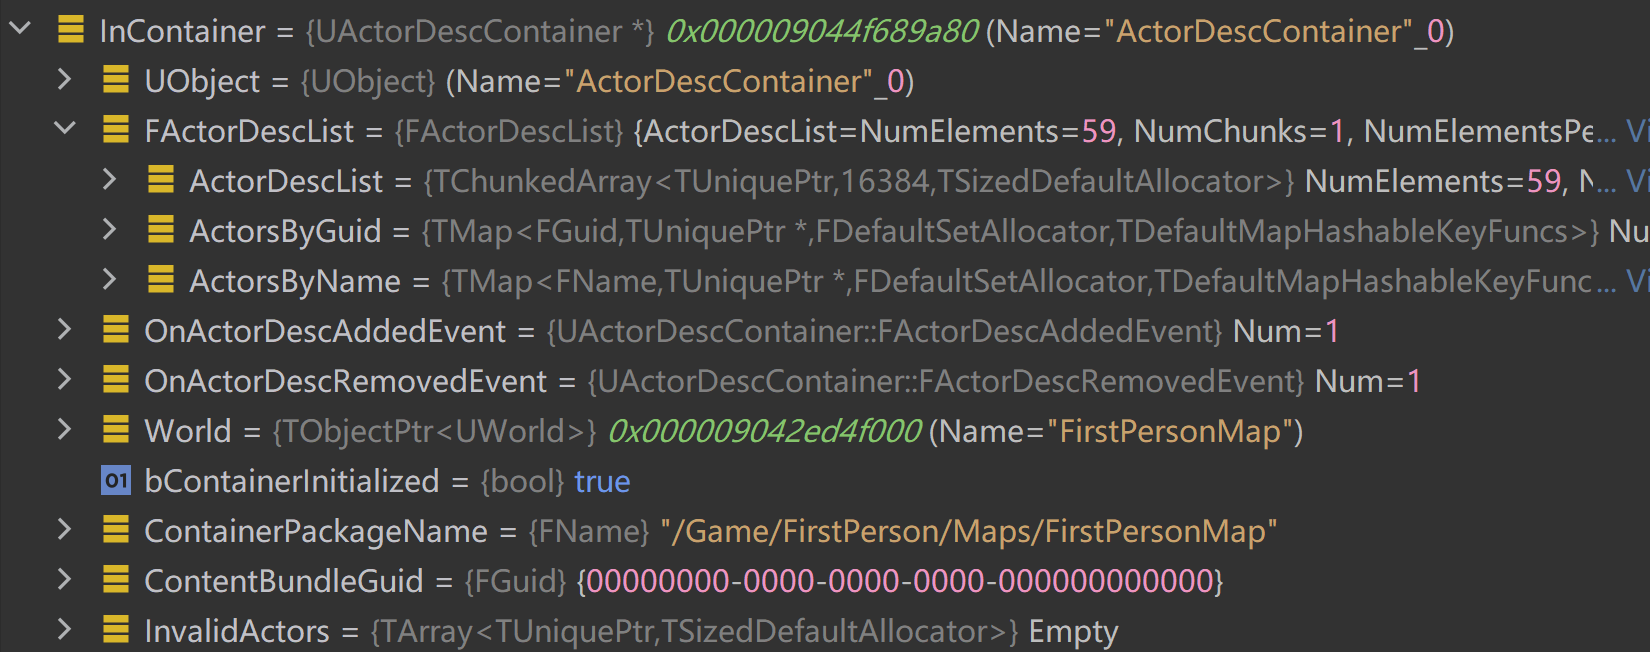 InContainer = {UActorDescContainer *} 0x000009044f689a80 (Name="ActorDescContainer"_0)
UObject = {UObject} (Name="ActorDescContainer"_0)
FActorDescList = {FActorDescList} {ActorDescList=NumElements=59, NumChunks=1, NumElementsPe... Vi
ActorDescList = {TChunkedArray<TUniquePtr,16384,TSizedDefaultAllocator>} NumElements=59, N... Vi
ActorsByGuid = {TMap<FGuid,TUniquePtr *,FDefaultSetAllocator,TDefaultMapHashableKeyFuncs>} Nu
ActorsByName = {TMap<FName,TUniquePtr *,FDefaultSetAllocator,TDefaultMapHashableKeyFunc... Vi
OnActorDescAddedEvent = {UActorDescContainer::FActorDescAddedEvent} Num=1
OnActorDescRemovedEvent = {UActorDescContainer::FActorDescRemovedEvent} Num=1
World = {TObjectPtr<UWorld>} 0x000009042ed4f000 (Name="FirstPersonMap")
01 bContainerInitialized = {bool} true
ContainerPackageName = {FName} "/Game/FirstPerson/Maps/FirstPersonMap"
ContentBundleGuid = {FGuid} {00000000-0000-0000-0000-000000000000}
InvalidActors = {TArray<TUniquePtr,TSizedDefaultAllocator>} Empty